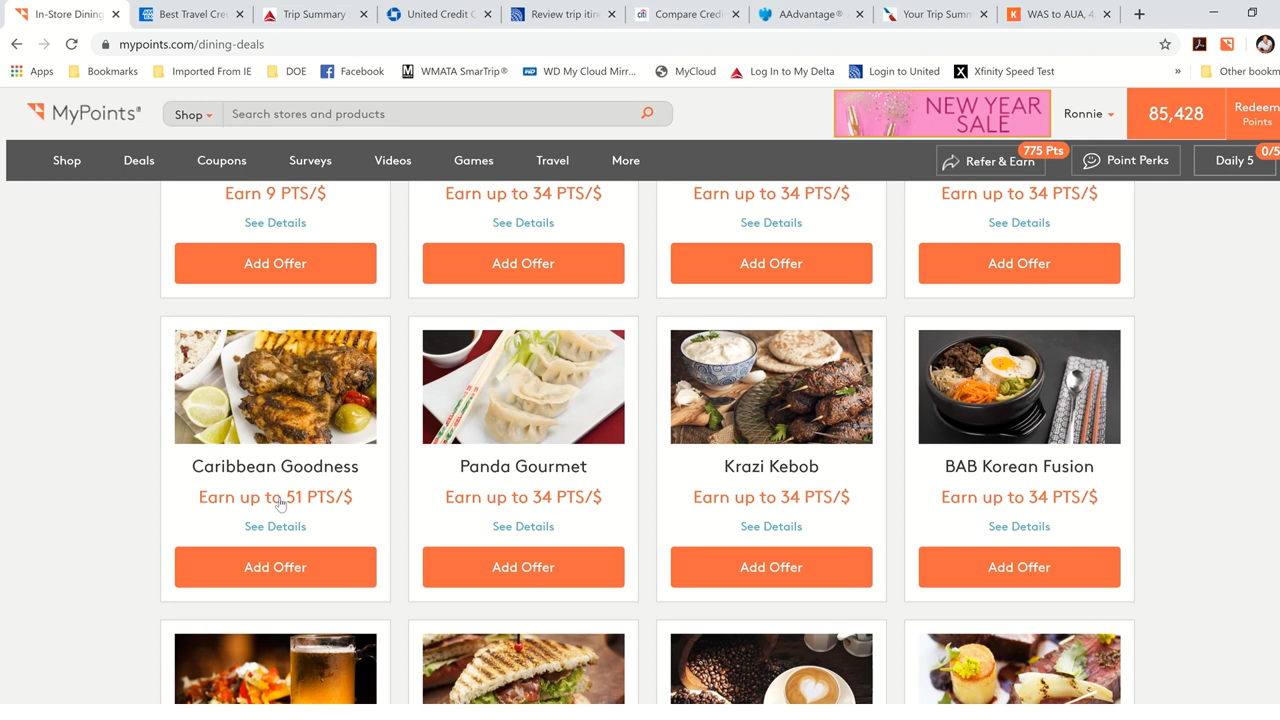 In-Store Dining
Best Travel Cre
Trip Summary
United Credit C
Review trip itin
Compare Credi
AAdvantage®
Your Trip Summ
WAS to AUA, 4
mypoints.com/dining-deals
Apps
Bookmarks
Imported From IE
DOE
Facebook
WMATA SmarTrip®
WD My Cloud Mirr...
MyCloud
Log In to My Delta
Login to United
Xfinity Speed Test
»
Other bookm
MyPoints®
Shop
Search stores and products
NEW YEAR
SALE
Ronnie
85,428
Redeem
Points
Shop
Deals
Coupons
Surveys
Videos
Games
Travel
More
Refer & Earn
775 Pts
Point Perks
Daily 5
0/5
Earn 9 PTS/$
Earn up to 34 PTS/$
Earn up to 34 PTS/$
Earn up to 34 PTS/$
See Details
See Details
See Details
See Details
Add Offer
Add Offer
Add Offer
Add Offer
Caribbean Goodness
Panda Gourmet
Krazi Kebob
BAB Korean Fusion
Earn up to 51 PTS/$
Earn up to 34 PTS/$
Earn up to 34 PTS/$
Earn up to 34 PTS/$
See Details
See Details
See Details
See Details
Add Offer
Add Offer
Add Offer
Add Offer